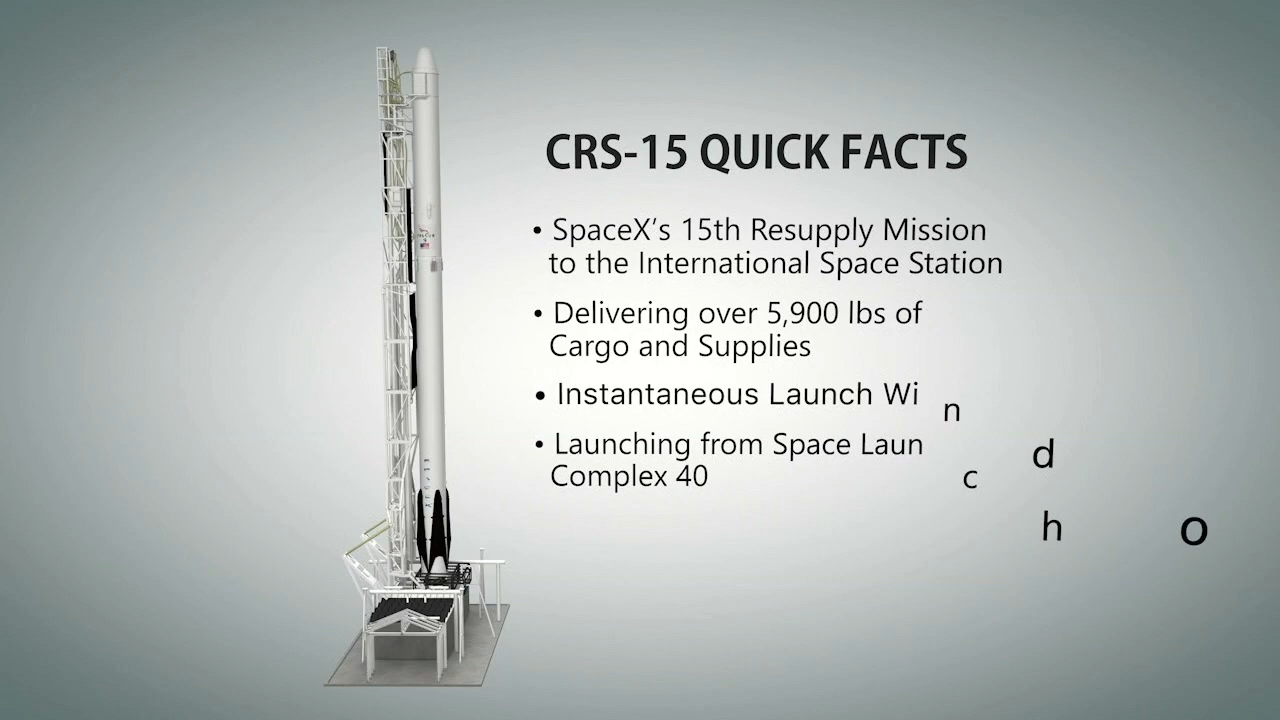 CRS-15 QUICK FACTS
• SpaceX's 15th Resupply Mission
to the International Space Station
• Delivering over 5,900 lbs of
Cargo and Supplies
• Instantaneous Launch Wi n d o
• Launching from Space Laun c h
Complex 40